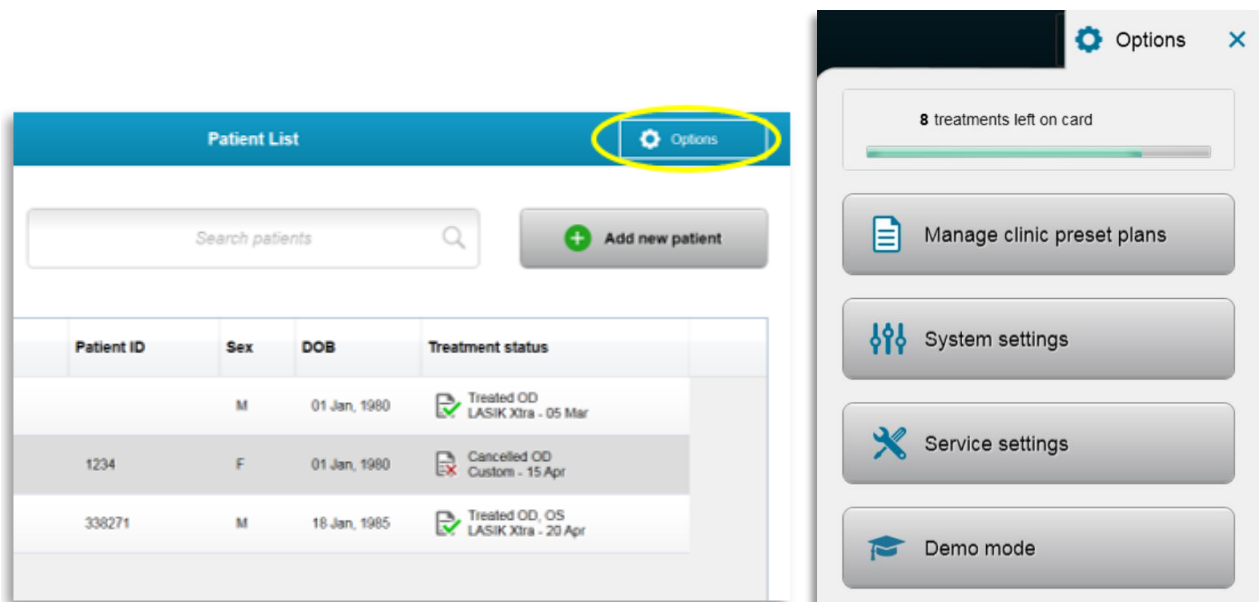 Patient List
Options
Search patients
Add new patient
Patient ID Sex DOB Treatment status
M 01 Jan, 1980 Treated OD
LASIK Xtra - 05 Mar
1234 F 01 Jan, 1980 Cancelled OD
Custom - 15 Apr
338271 M 18 Jan, 1985 Treated OD, OS
LASIK Xtra - 20 Apr
Options
8 treatments left on card
Manage clinic preset plans
System settings
Service settings
Demo mode